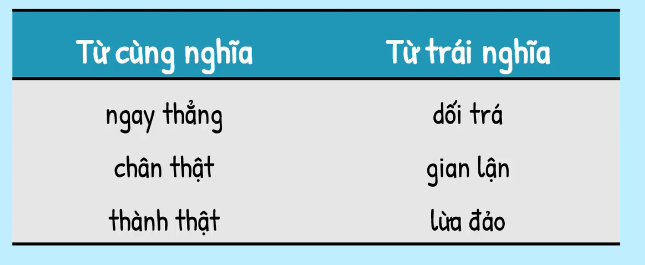 Từ cùng nghĩa Từ trái nghĩa
ngay thẳng dối trá
chân thật gian lận
thành thật lừa đảo